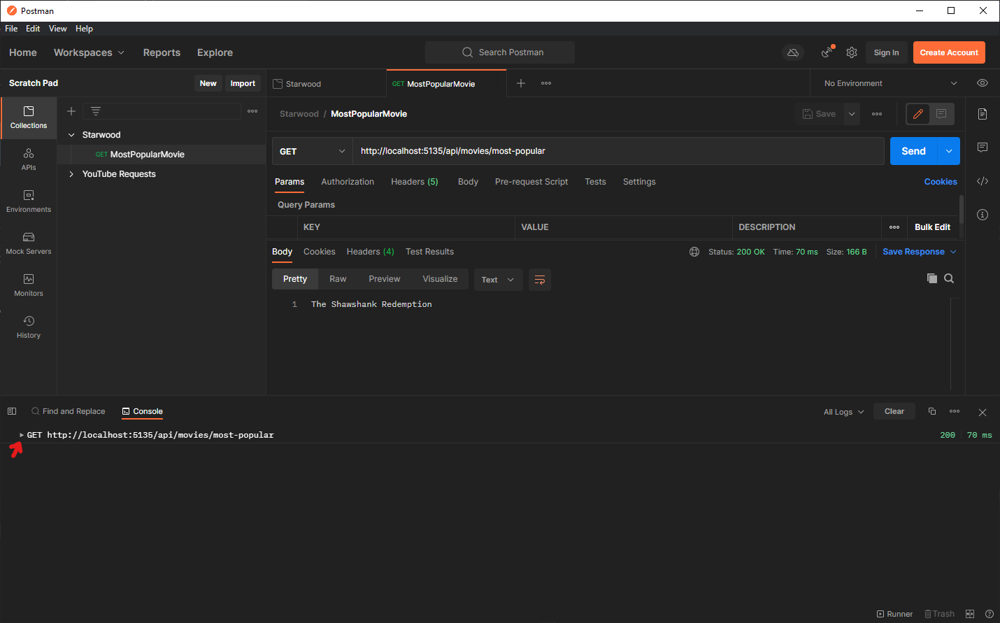 Postman
File Edit View Help
Home Workspaces Reports Explore Search Postman Sign In Create Account
Scratch Pad New Import Starwood GET MostPopularMovie No Environment
Collections
APIs
Environments
Mock Servers
Monitors
History
Starwood
GET MostPopularMovie
YouTube Requests
Starwood / MostPopularMovie Save
GET http://localhost:5135/api/movies/most-popular Send
Params Authorization Headers (5) Body Pre-request Script Tests Settings Cookies
Query Params
KEY VALUE DESCRIPTION Bulk Edit
Body Cookies Headers (4) Test Results Status: 200 OK Time: 70 ms Size: 166 B Save Response
Pretty Raw Preview Visualize Text
1 The Shawshank Redemption
Find and Replace Console All Logs Clear
GET http://localhost:5135/api/movies/most-popular 200 70 ms
Runner Trash